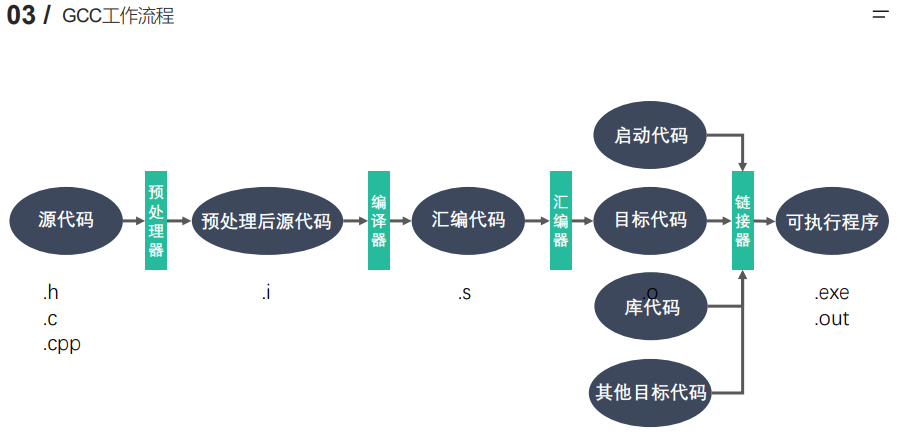 03 / GCC工作流程
启动代码
源代码
预处理器
预处理后源代码
编译器
汇编代码
汇编器
目标代码
链接器
可执行程序
.h
.c
.cpp
.i
.s
.o
库代码
.exe
.out
其他目标代码